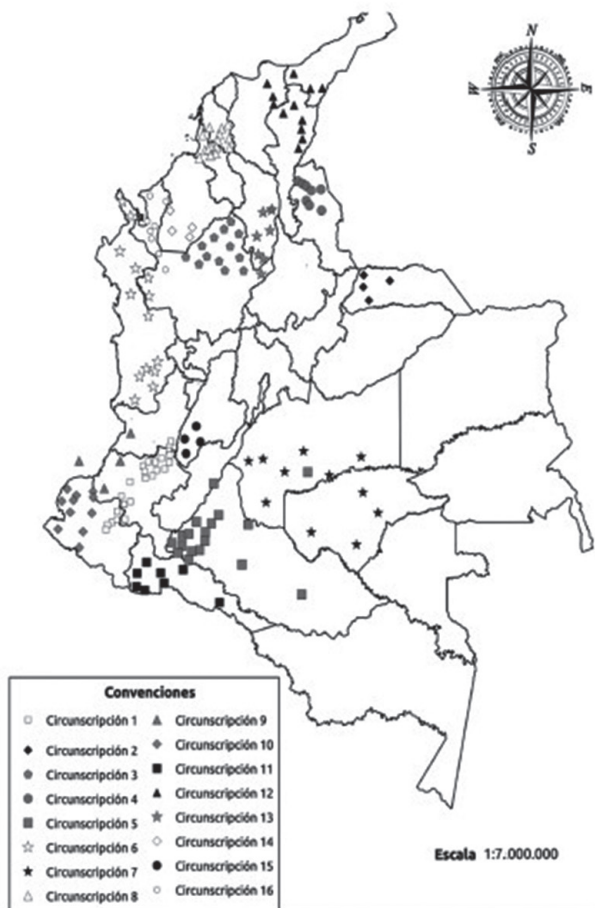 N
W
E
S
Convenciones
Circunscripción 1
Circunscripción 2
Circunscripción 3
Circunscripción 4
Circunscripción 5
Circunscripción 6
Circunscripción 7
Circunscripción 8
Circunscripción 9
Circunscripción 10
Circunscripción 11
Circunscripción 12
Circunscripción 13
Circunscripción 14
Circunscripción 15
Circunscripción 16
Escala 1:7.000.000